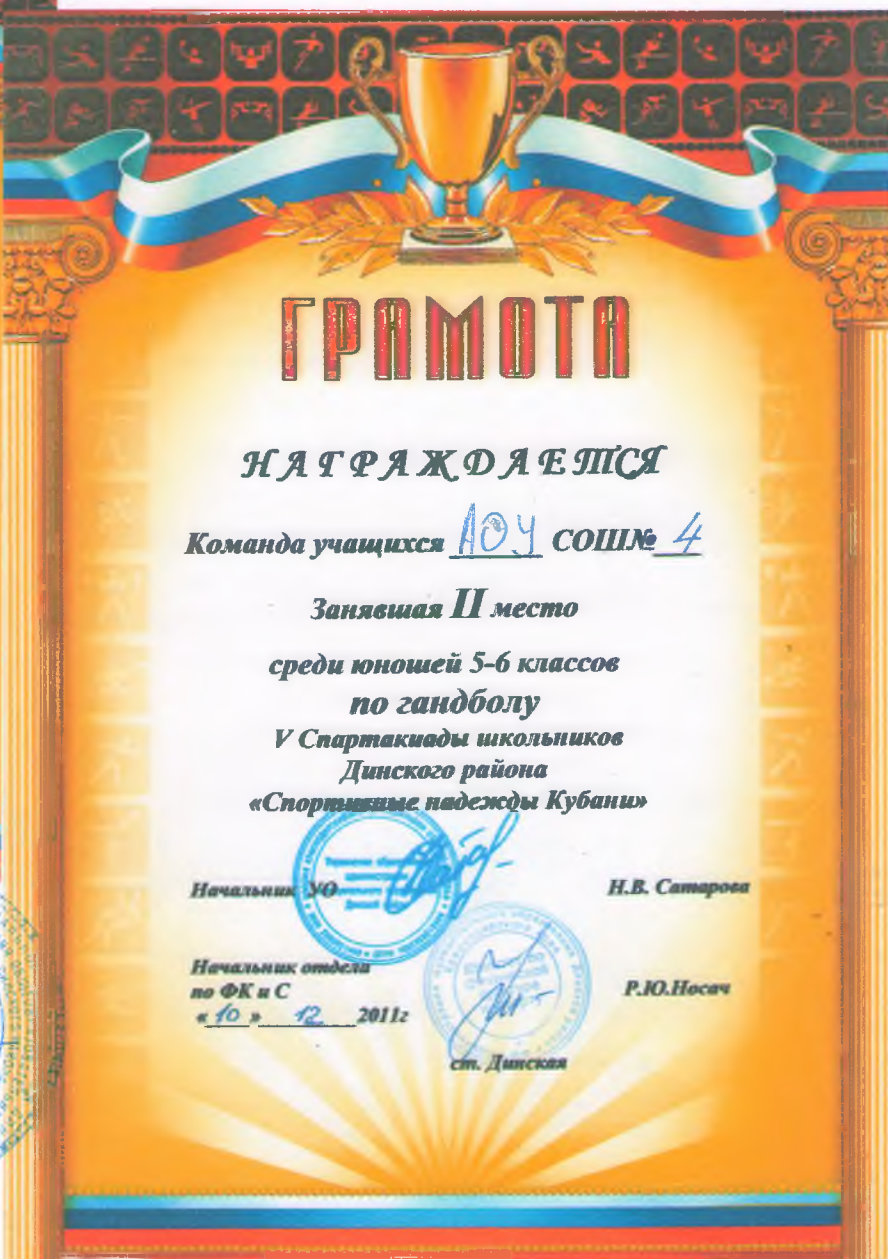 ГРАМОТА
НАГРАЖДАЕТСЯ
Команда учащихся АОУ СОШ№ 4
Занявшая II место
среди юношей 5-6 классов
по гандболу
V Спартакиады школьников
Динского района
«Спортивные надежды Кубани»
Начальник УО Н.В. Сатарова
Начальник отдела
по ФК и С Р.Ю.Носач
«10» 12 2011г
ст. Динская